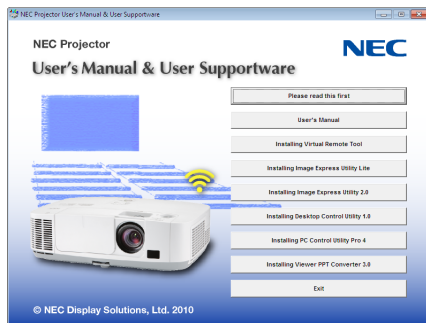 NEC Projector User's Manual & User Supportware
NEC Projector
NEC
User's Manual & User Supportware
Please read this first
User's Manual
Installing Virtual Remote Tool
Installing Image Express Utility Lite
Installing Image Express Utility 2.0
Installing Desktop Control Utility 1.0
Installing PC Control Utility Pro 4
Installing Viewer PPT Converter 3.0
Exit
© NEC Display Solutions, Ltd. 2010